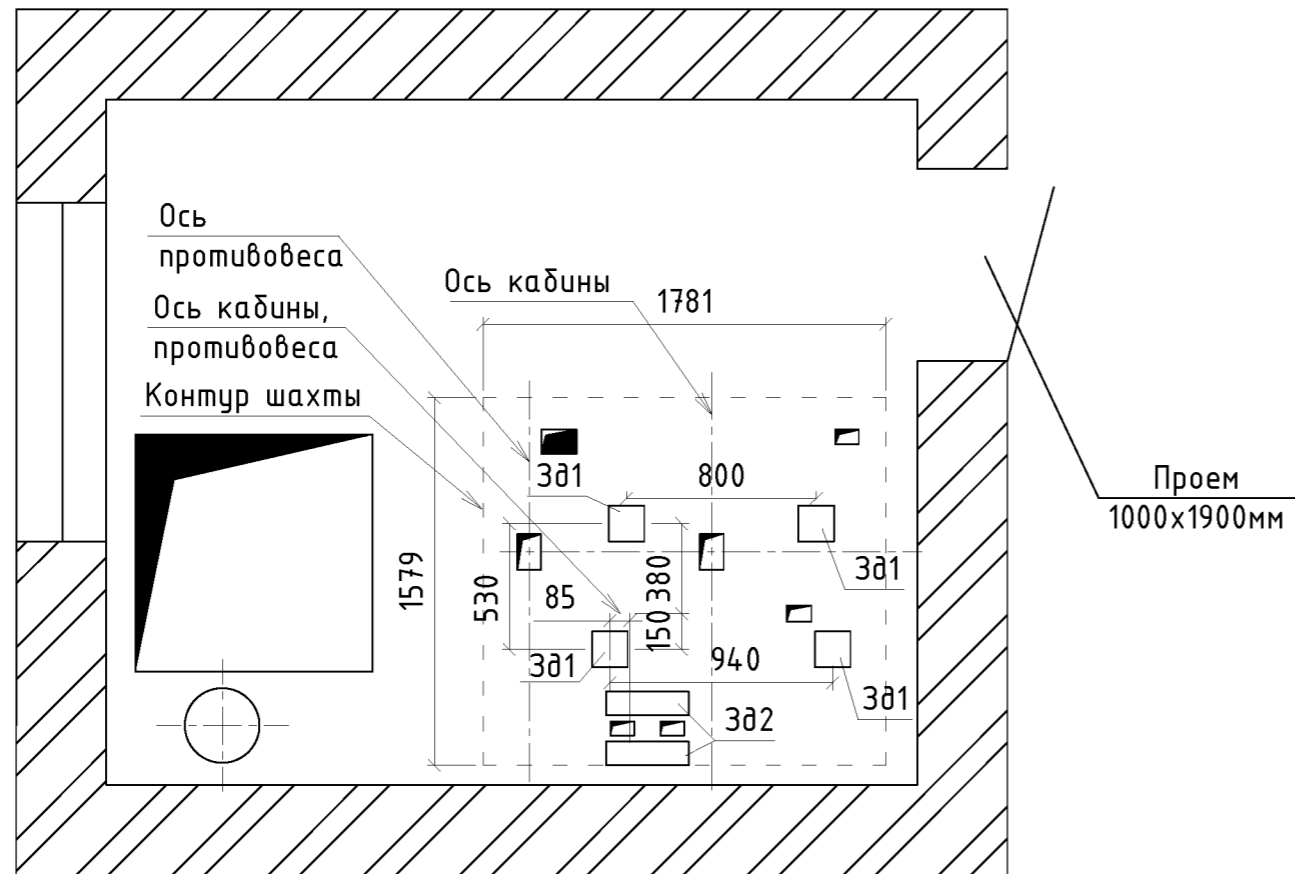 Ось
противовеса
Ось кабины
1781
Ось кабины,
противовеса
Контур шахты
Зд1
800
Проем
1000х1900мм
1579
530
85
380
Зд1
150
Зд1
940
Зд1
Зд2